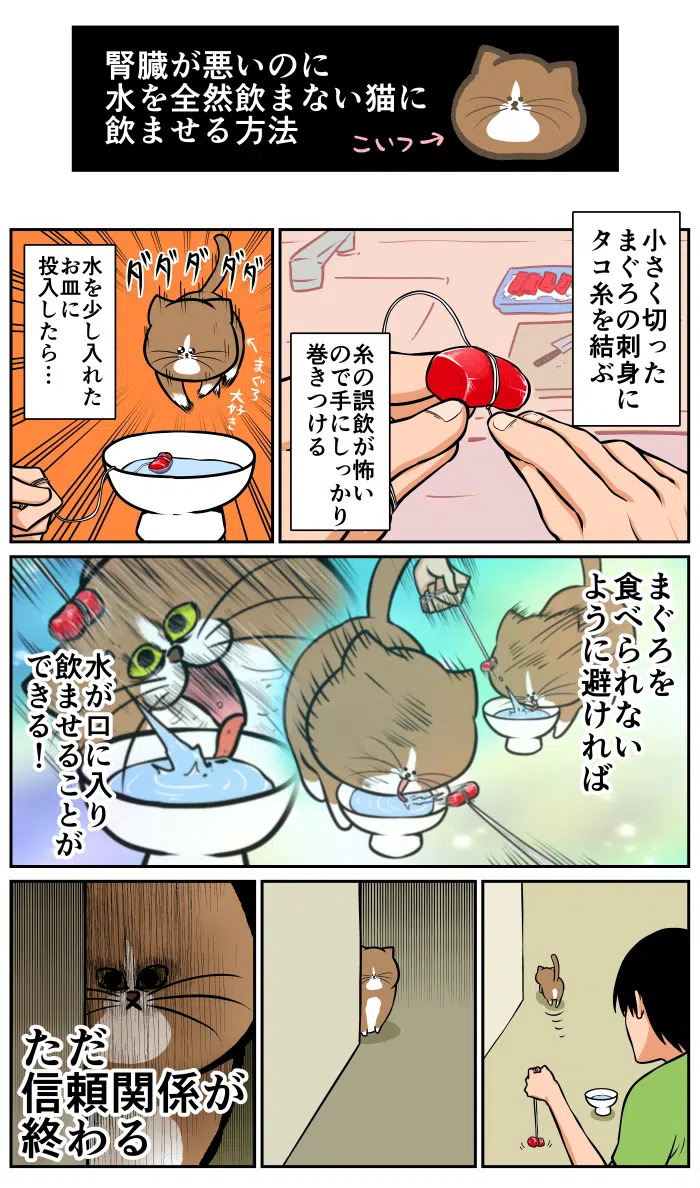 腎臓が悪いのに
水を全然飲まない猫に
飲ませる方法
こいつ→
小さく切った
まぐろの刺身に
タコ糸を結ぶ
糸の誤飲が怖い
ので手にしっかり
巻きつける
水を少し入れた
お皿に
投入したら…
ダダダダダ
←まぐろ
大好き
まぐろを
食べられない
ように避ければ
水が口に入り
飲ませることが
できる!
ただ
信頼関係が
終わる